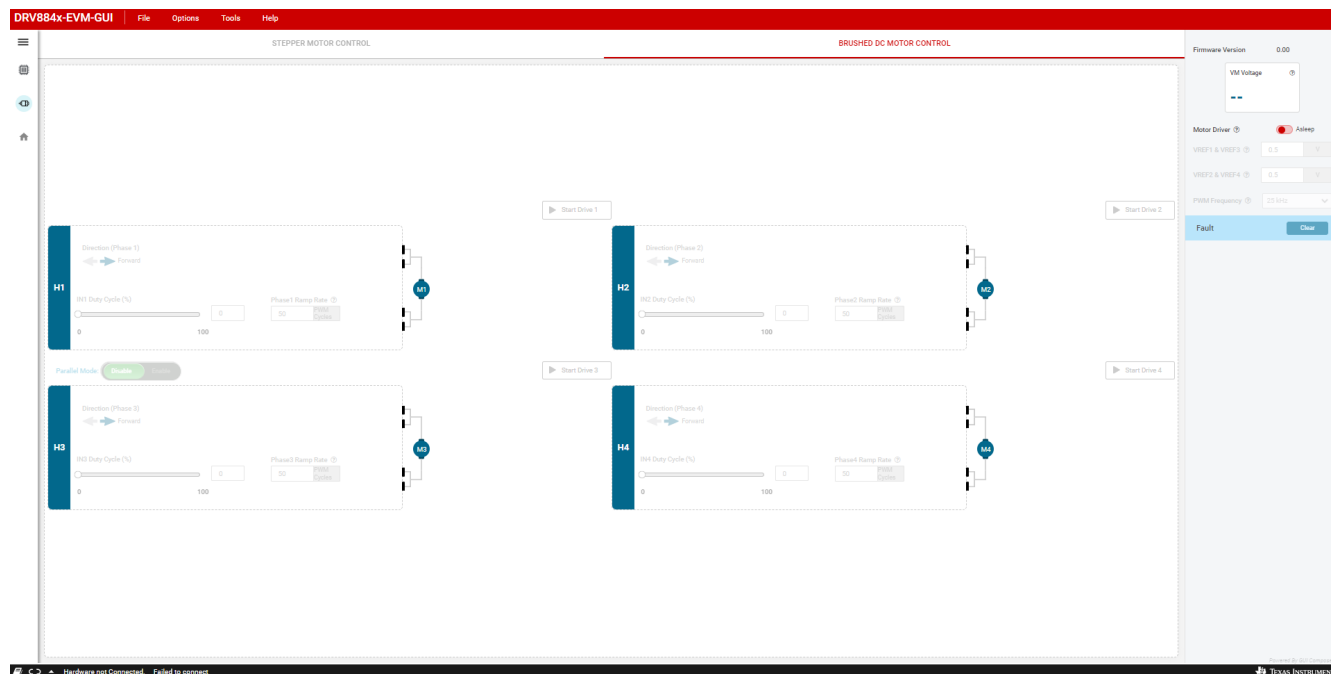 DRV884x-EVM-GUI File Options Tools Help
STEPPER MOTOR CONTROL BRUSHED DC MOTOR CONTROL
Firmware Version 0.00
VM Voltage
--
Motor Driver Asleep
VREF1 & VREF3 0.5 V
VREF2 & VREF4 0.5 V
PWM Frequency 25 kHz
Fault Clear
Start Drive 1
Start Drive 2
H1
Direction (Phase 1)
Forward
IN1 Duty Cycle (%) 0
0 100
Phase1 Ramp Rate
50 PWM Cycles
M1
H2
Direction (Phase 2)
Forward
IN2 Duty Cycle (%) 0
0 100
Phase2 Ramp Rate
50 PWM Cycles
M2
Parallel Mode Disable Enable
Start Drive 3
Start Drive 4
H3
Direction (Phase 3)
Forward
IN3 Duty Cycle (%) 0
0 100
Phase3 Ramp Rate
50 PWM Cycles
M3
H4
Direction (Phase 4)
Forward
IN4 Duty Cycle (%) 0
0 100
Phase4 Ramp Rate
50 PWM Cycles
M4
Hardware not Connected. Failed to connect
Powered By GUI Composer
TEXAS INSTRUMEN